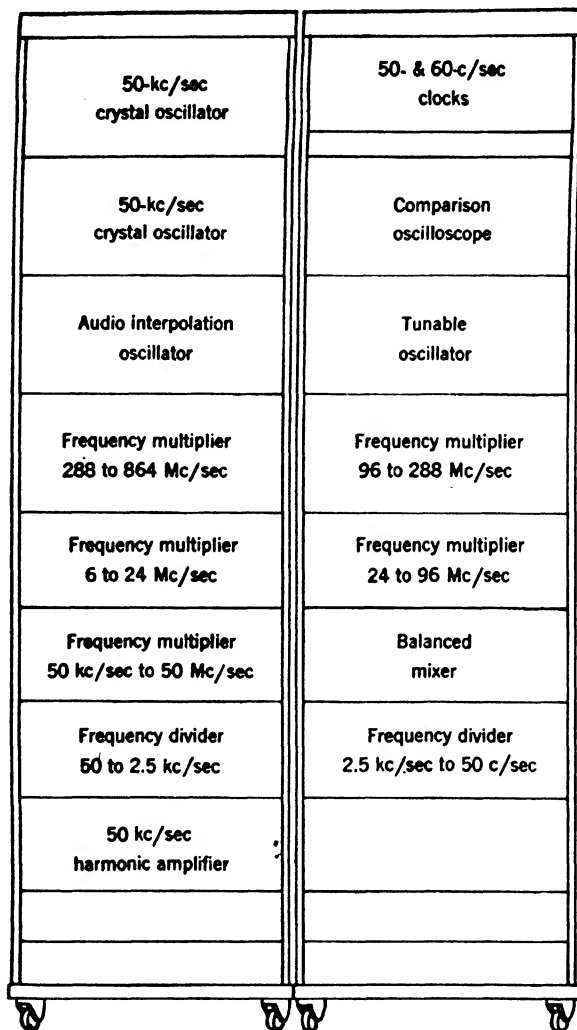 50-kc/sec
crystal oscillator
50-kc/sec
crystal oscillator
Audio interpolation
oscillator
Frequency multiplier
288 to 864 Mc/sec
Frequency multiplier
6 to 24 Mc/sec
Frequency multiplier
50 kc/sec to 50 Mc/sec
Frequency divider
50 to 2.5 kc/sec
50 kc/sec
harmonic amplifier
50- & 60-c/sec
clocks
Comparison
oscilloscope
Tunable
oscillator
Frequency multiplier
96 to 288 Mc/sec
Frequency multiplier
24 to 96 Mc/sec
Balanced
mixer
Frequency divider
2.5 kc/sec to 50 c/sec